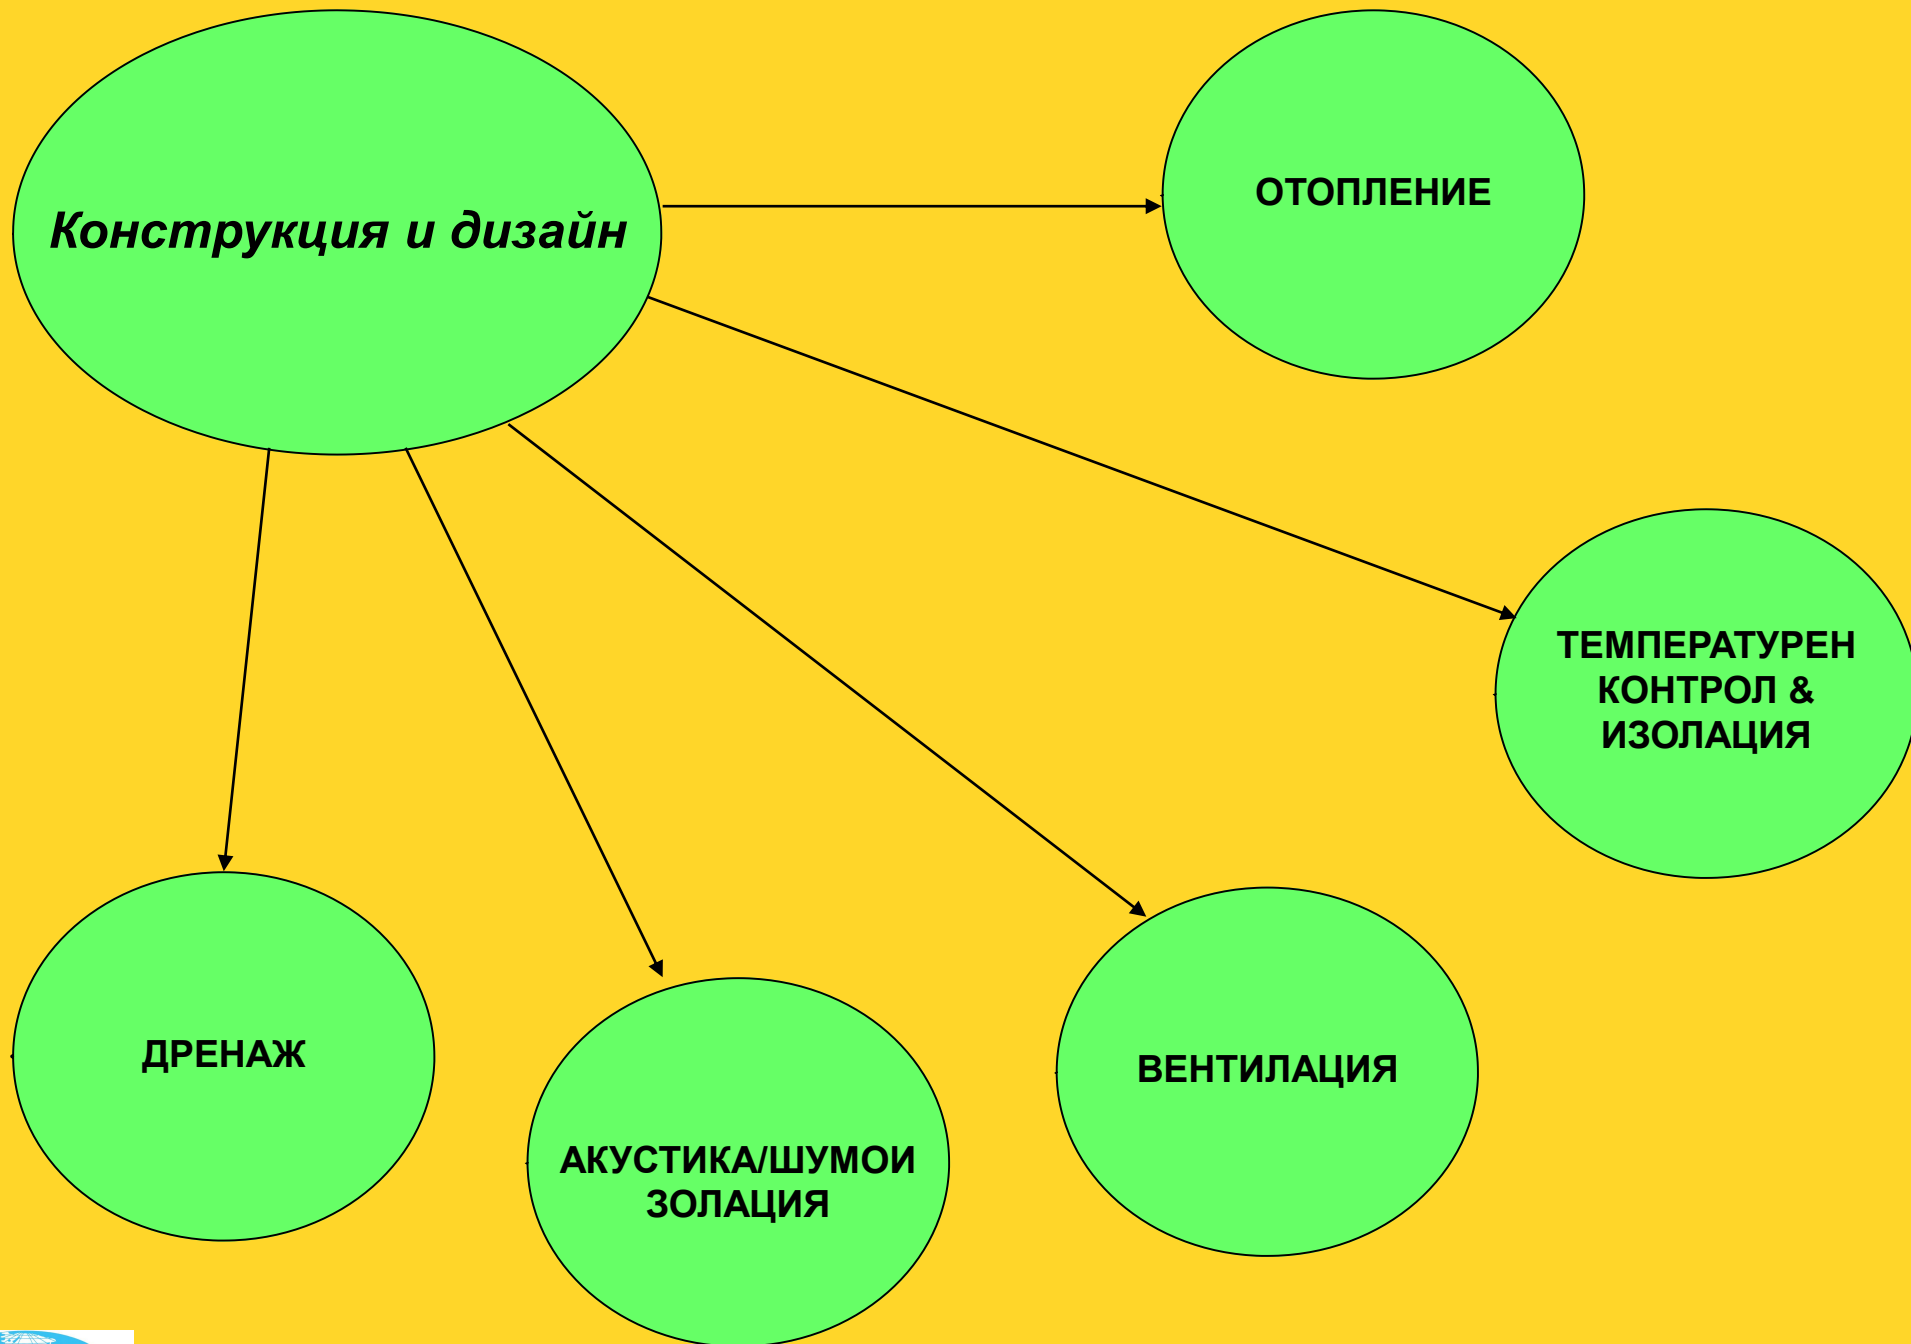 Конструкция и дизайн
ОТОПЛЕНИЕ
ТЕМПЕРАТУРЕН
КОНТРОЛ &
ИЗОЛАЦИЯ
ДРЕНАЖ
АКУСТИКА/ШУМОИ
ЗОЛАЦИЯ
ВЕНТИЛАЦИЯ